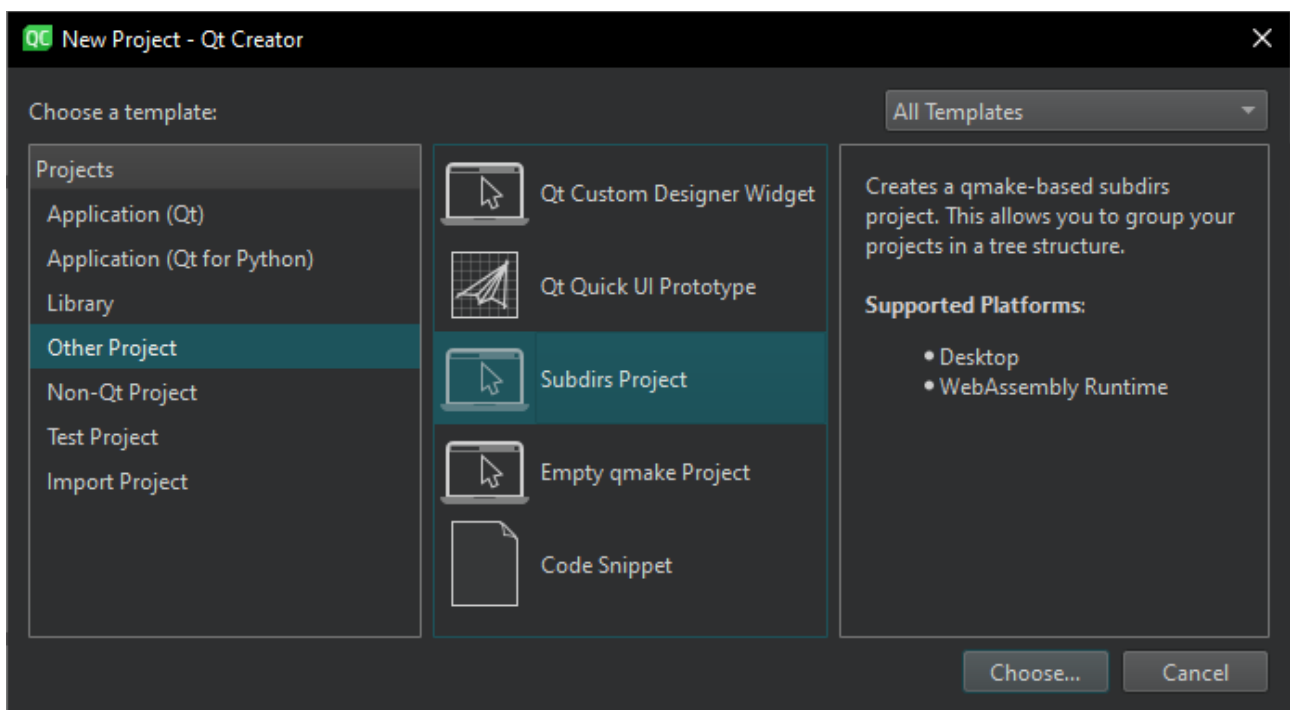 QC New Project - Qt Creator
Choose a template:
All Templates
Projects
Application (Qt)
Application (Qt for Python)
Library
Other Project
Non-Qt Project
Test Project
Import Project
Qt Custom Designer Widget
Qt Quick UI Prototype
Subdirs Project
Empty qmake Project
Code Snippet
Creates a qmake-based subdirs
project. This allows you to group your
projects in a tree structure.
Supported Platforms:
• Desktop
• WebAssembly Runtime
Choose...
Cancel